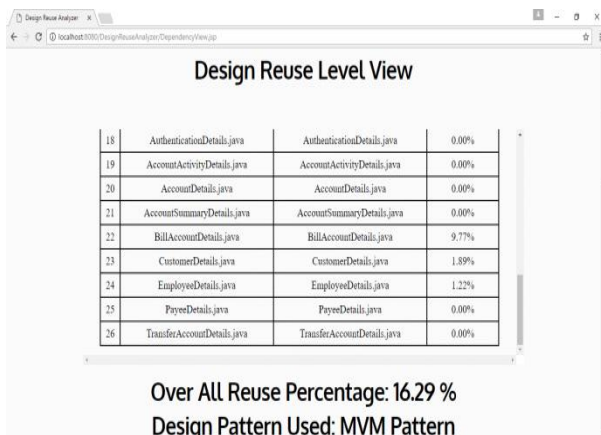 Design Reuse Analyzer
localhost:8080/DesignReuseAnalyzer/DependencyView.jsp
Design Reuse Level View
18 AuthenticationDetails.java AuthenticationDetails.java 0.00%
19 AccountActivityDetails.java AccountActivityDetails.java 0.00%
20 AccountDetails.java AccountDetails.java 0.00%
21 AccountSummaryDetails.java AccountSummaryDetails.java 0.00%
22 BillAccountDetails.java BillAccountDetails.java 9.77%
23 CustomerDetails.java CustomerDetails.java 1.89%
24 EmployeeDetails.java EmployeeDetails.java 1.22%
25 PayeeDetails.java PayeeDetails.java 0.00%
26 TransferAccountDetails.java TransferAccountDetails.java 0.00%
Over All Reuse Percentage: 16.29 %
Design Pattern Used: MVM Pattern